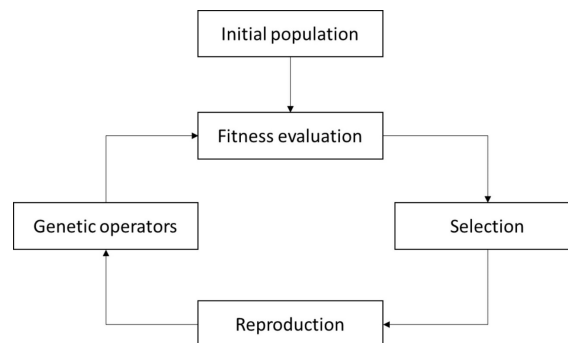 Initial population
Fitness evaluation
Genetic operators
Selection
Reproduction